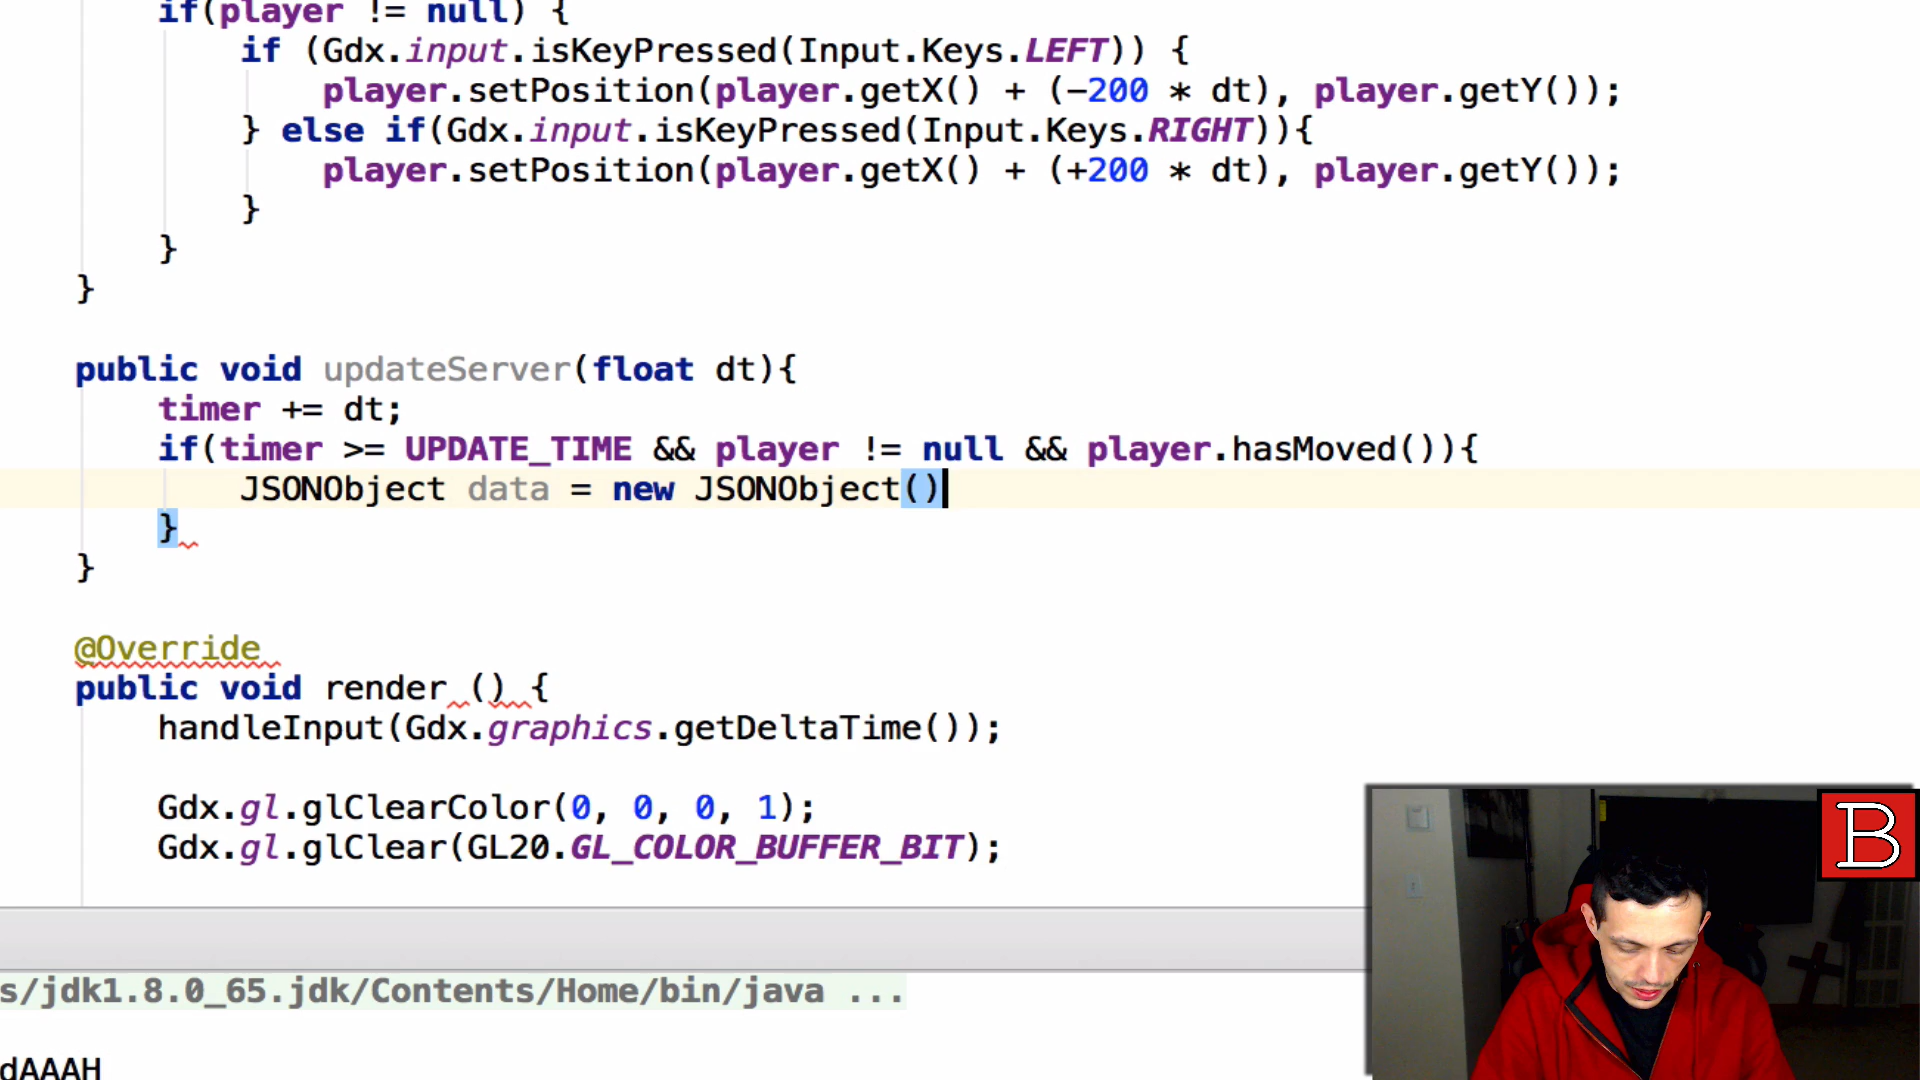 if(player != null) {
if (Gdx.input.isKeyPressed(Input.Keys.LEFT)) {
player.setPosition(player.getX() + (-200 * dt), player.getY());
} else if(Gdx.input.isKeyPressed(Input.Keys.RIGHT)){
player.setPosition(player.getX() + (+200 * dt), player.getY());
}
}
}
public void updateServer(float dt){
timer += dt;
if(timer >= UPDATE_TIME && player != null && player.hasMoved()){
JSONObject data = new JSONObject()
}
}
@Override
public void render () {
handleInput(Gdx.graphics.getDeltaTime());
Gdx.gl.glClearColor(0, 0, 0, 1);
Gdx.gl.glClear(GL20.GL_COLOR_BUFFER_BIT);
B
s/jdk1.8.0_65.jdk/Contents/Home/bin/java ...
dAAAH